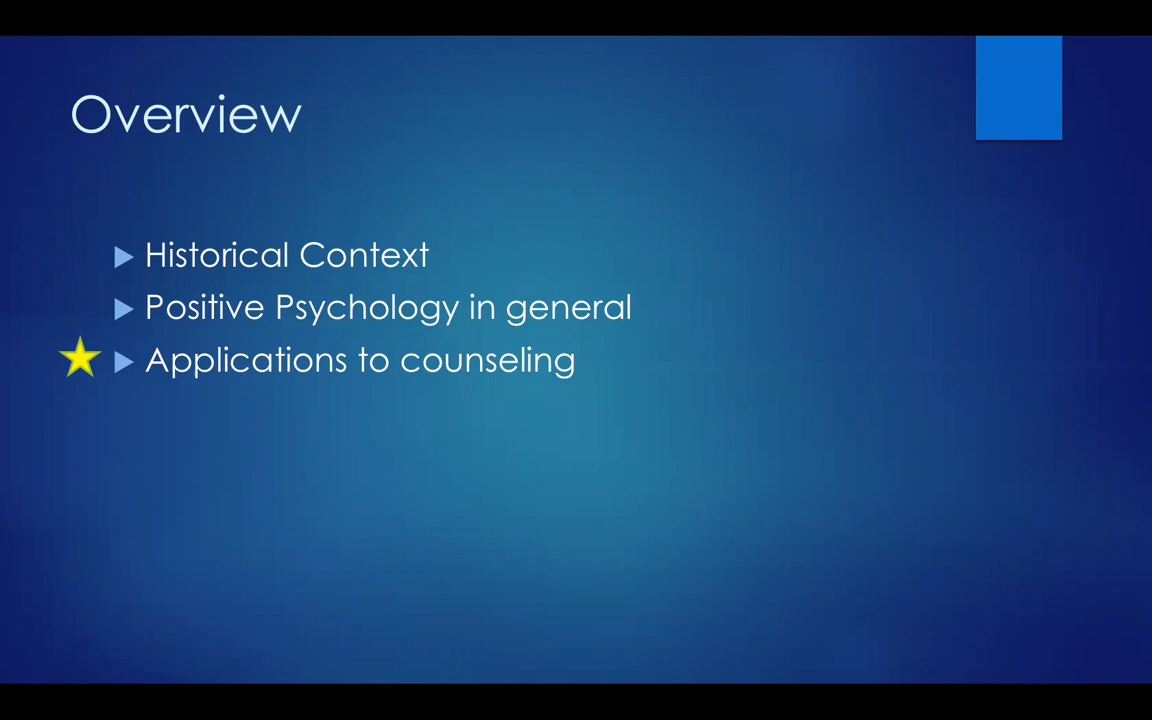 Overview
Historical Context
Positive Psychology in general
Applications to counseling